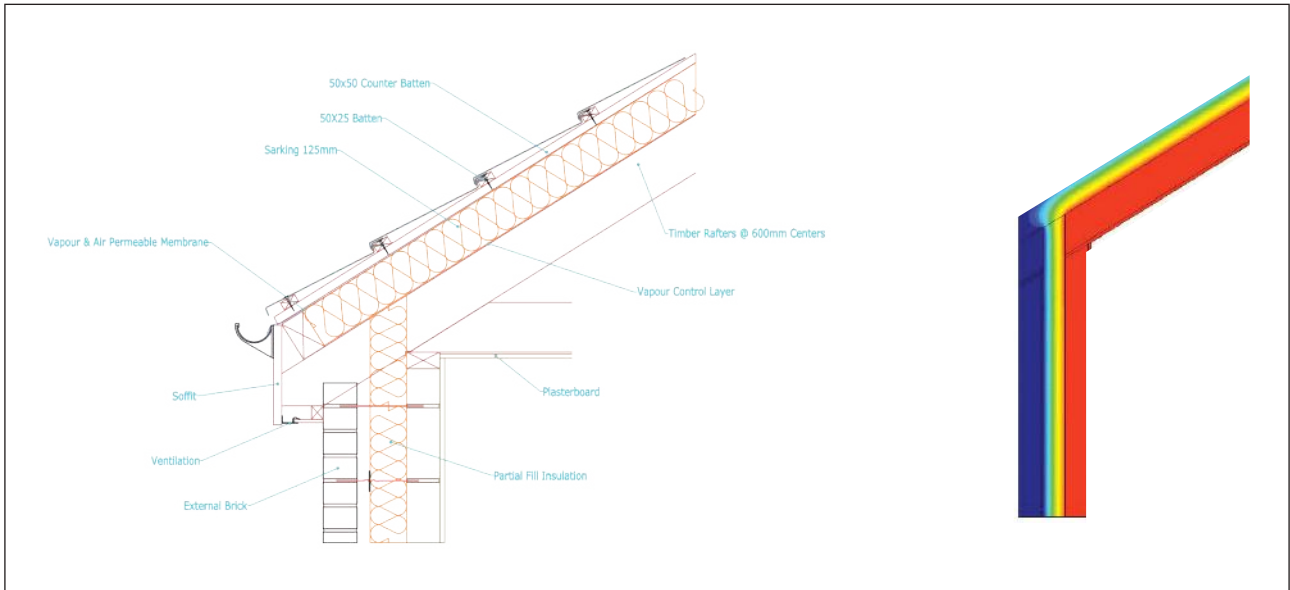 50x50 Counter Batten
50X25 Batten
Sarking 125mm
Vapour & Air Permeable Membrane
Timber Rafters @ 600mm Centers
Vapour Control Layer
Soffit
Plasterboard
Ventilation
Partial Fill Insulation
External Brick